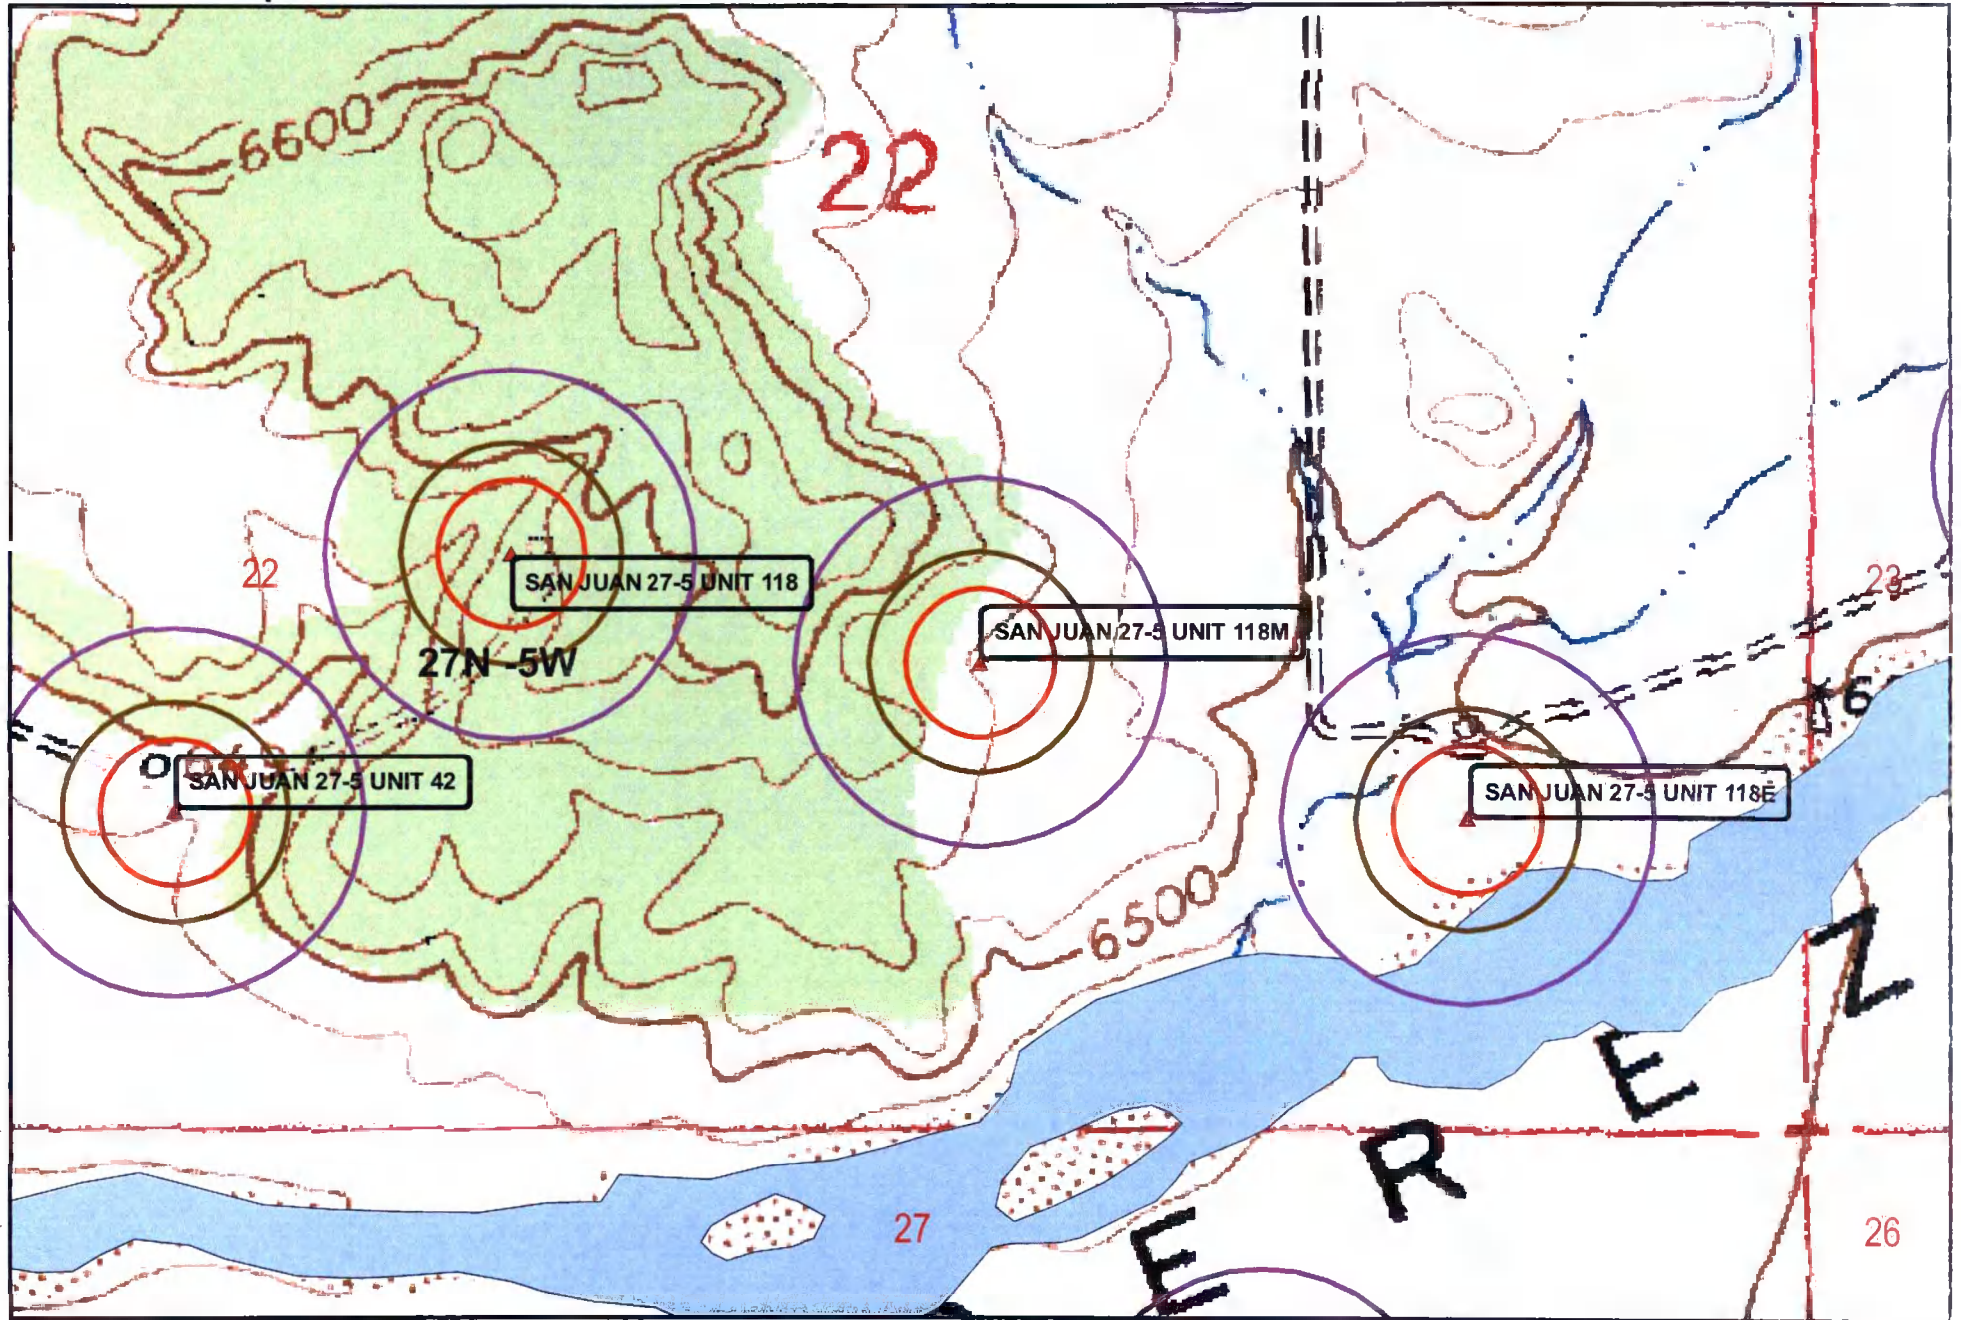 6600
22
SAN JUAN 27-5 UNIT 118
22
23
SAN JUAN 27-5 UNIT 118M
27N -5W
6
SAN JUAN 27-5 UNIT 42
SAN JUAN 27-5 UNIT 118E
6500
Z
E
R
E
27
26